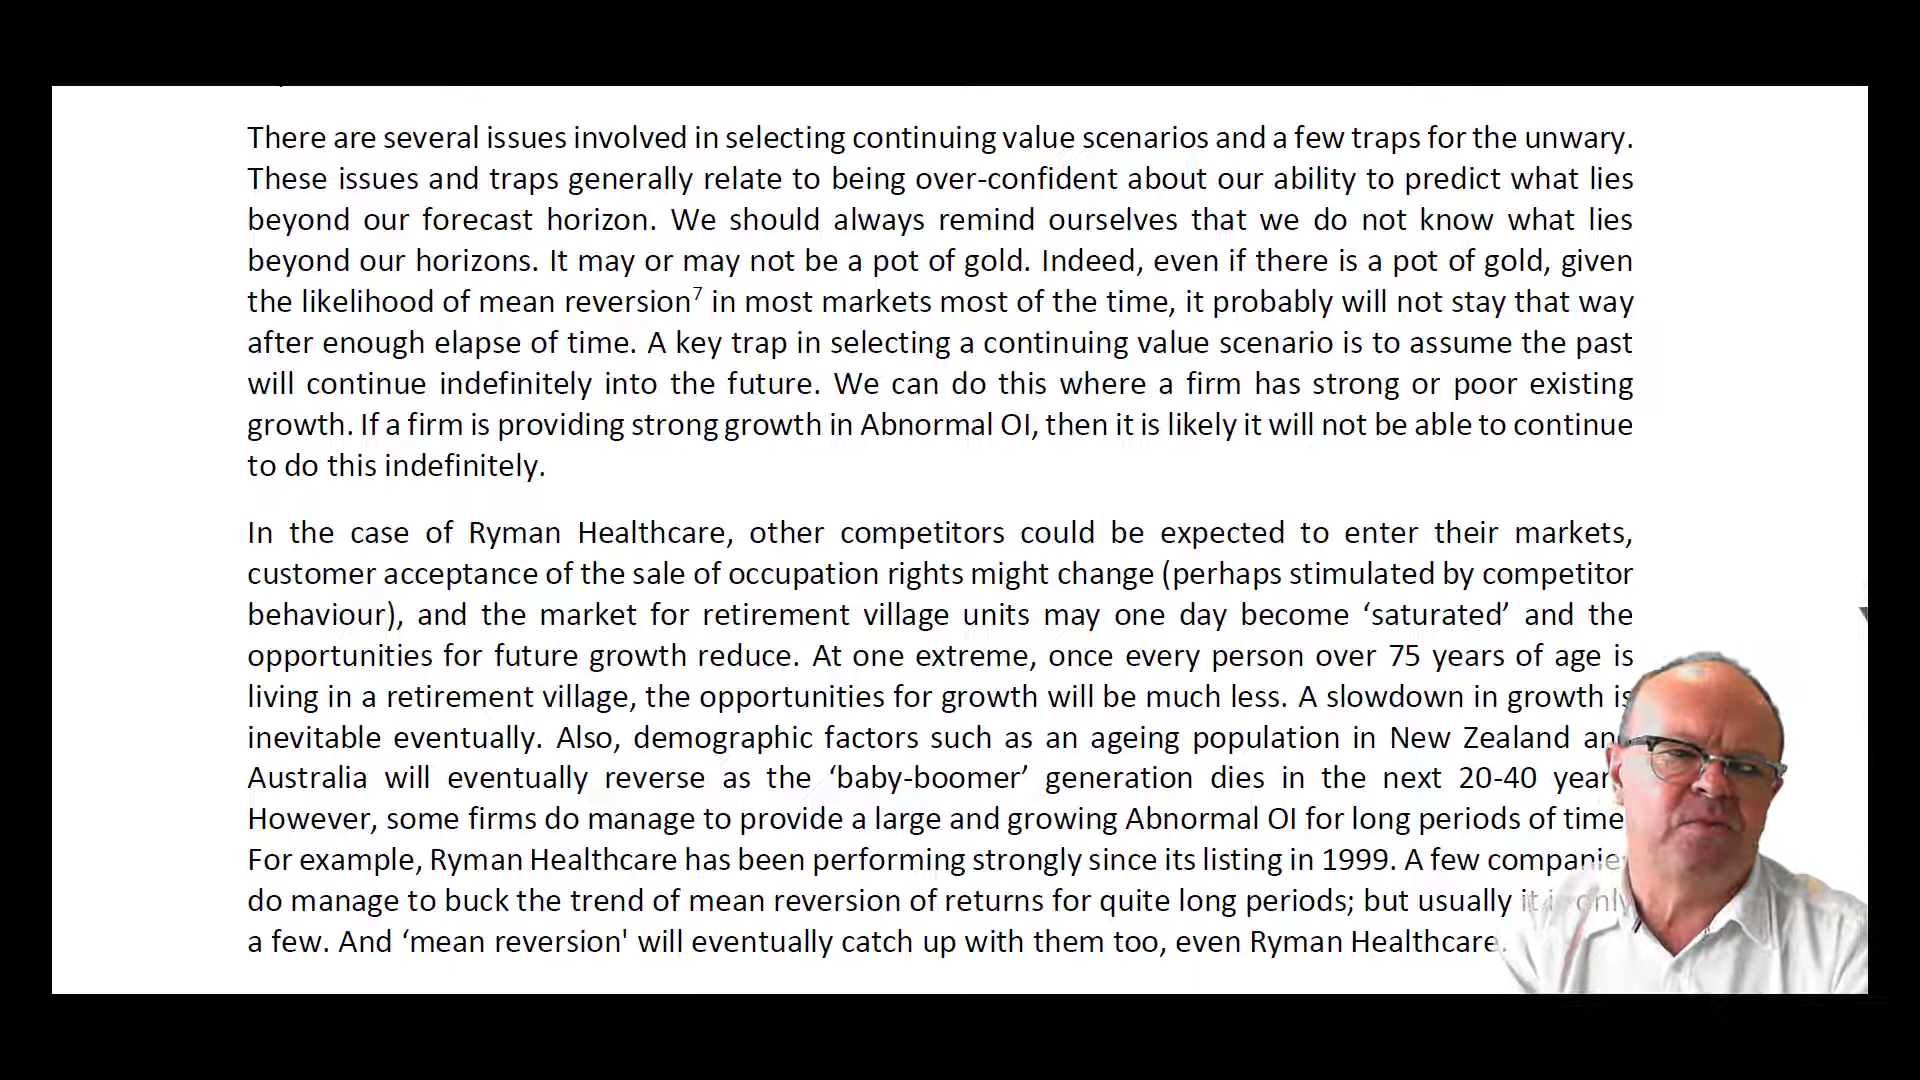 There are several issues involved in selecting continuing value scenarios and a few traps for the unwary.
These issues and traps generally relate to being over-confident about our ability to predict what lies
beyond our forecast horizon. We should always remind ourselves that we do not know what lies
beyond our horizons. It may or may not be a pot of gold. Indeed, even if there is a pot of gold, given
the likelihood of mean reversion⁷ in most markets most of the time, it probably will not stay that way
after enough elapse of time. A key trap in selecting a continuing value scenario is to assume the past
will continue indefinitely into the future. We can do this where a firm has strong or poor existing
growth. If a firm is providing strong growth in Abnormal OI, then it is likely it will not be able to continue
to do this indefinitely.
In the case of Ryman Healthcare, other competitors could be expected to enter their markets,
customer acceptance of the sale of occupation rights might change (perhaps stimulated by competitor
behaviour), and the market for retirement village units may one day become ‘saturated’ and the
opportunities for future growth reduce. At one extreme, once every person over 75 years of age is
living in a retirement village, the opportunities for growth will be much less. A slowdown in growth is
inevitable eventually. Also, demographic factors such as an ageing population in New Zealand an
Australia will eventually reverse as the ‘baby-boomer’ generation dies in the next 20-40 year
However, some firms do manage to provide a large and growing Abnormal OI for long periods of time
For example, Ryman Healthcare has been performing strongly since its listing in 1999. A few companie
do manage to buck the trend of mean reversion of returns for quite long periods; but usually it is only
a few. And ‘mean reversion' will eventually catch up with them too, even Ryman Healthcare.